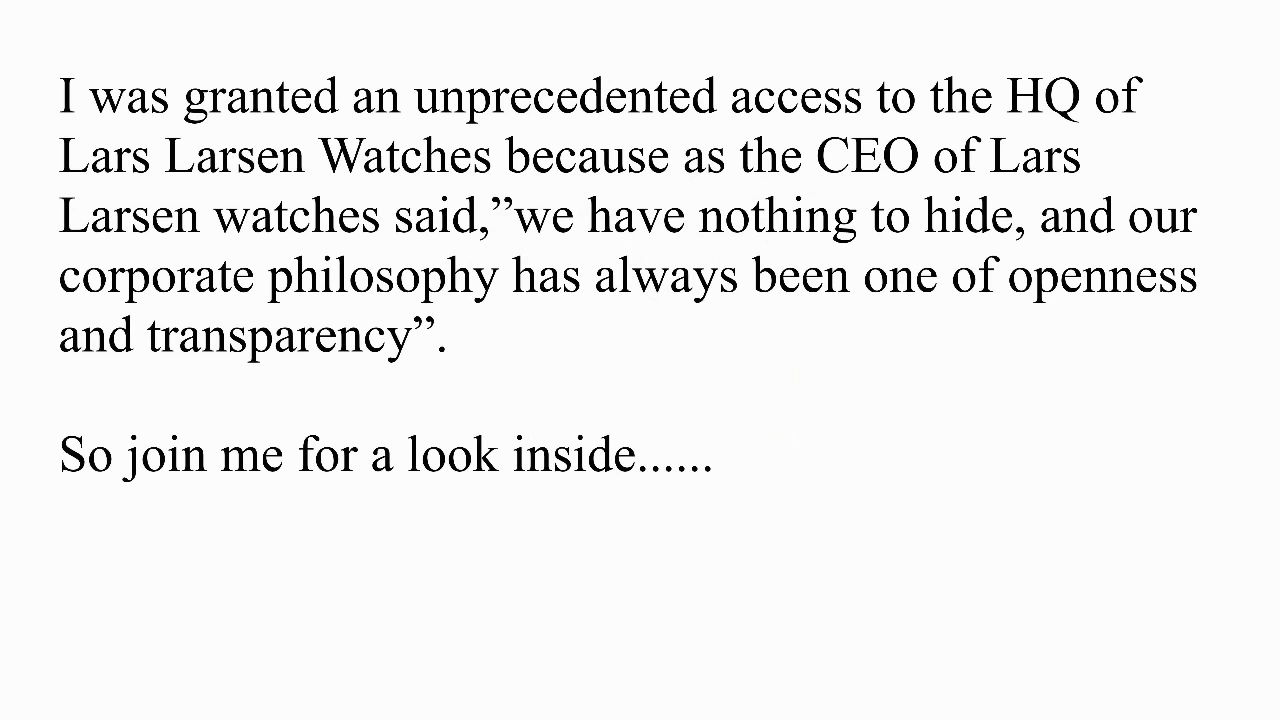 I was granted an unprecedented access to the HQ of
Lars Larsen Watches because as the CEO of Lars
Larsen watches said,”we have nothing to hide, and our
corporate philosophy has always been one of openness
and transparency”.
So join me for a look inside......